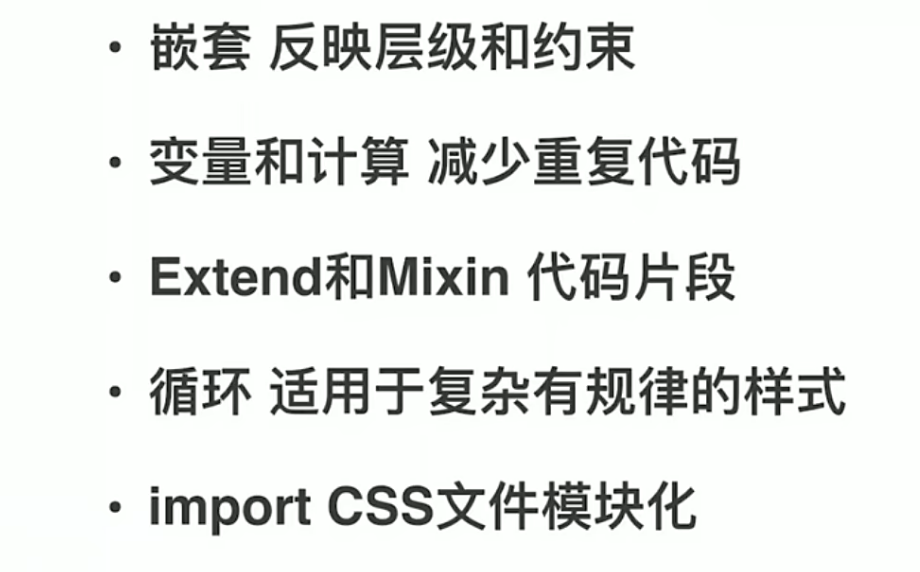 • 嵌套 反映层级和约束
• 变量和计算 减少重复代码
• Extend和Mixin 代码片段
• 循环 适用于复杂有规律的样式
• import CSS文件模块化